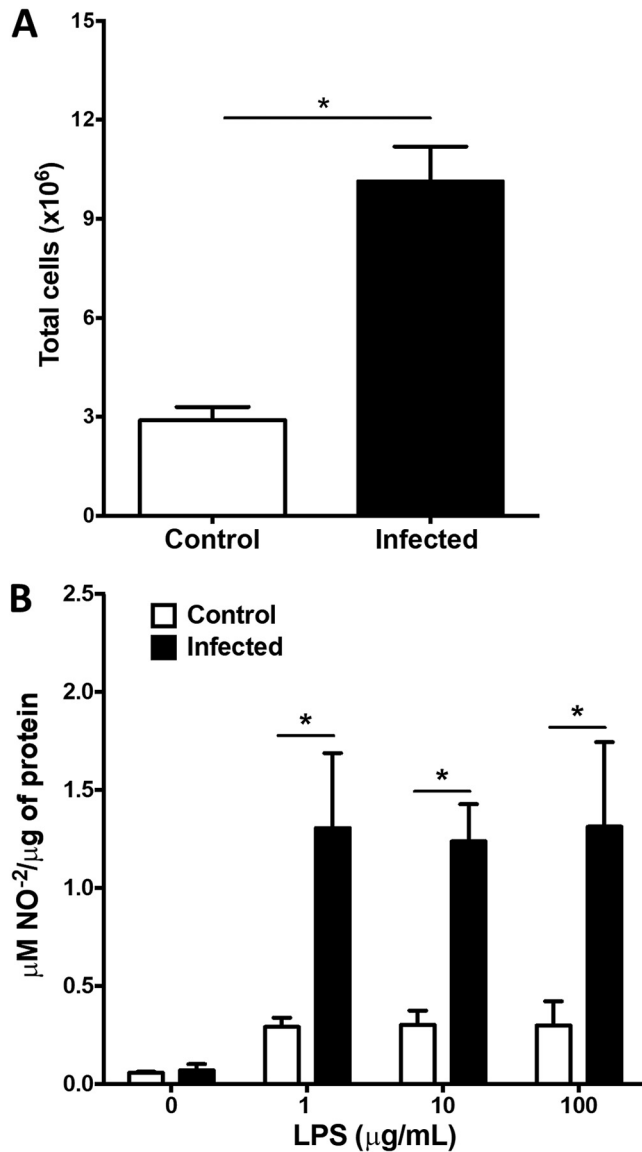 A
15
12
9
6
3
0
Total cells (x10⁶)
*
Control Infected
B
2.5
2.0
1.5
1.0
0.5
0.0
μM NO⁻²/μg of protein
Control
Infected
* * *
0 1 10 100
LPS (μg/mL)